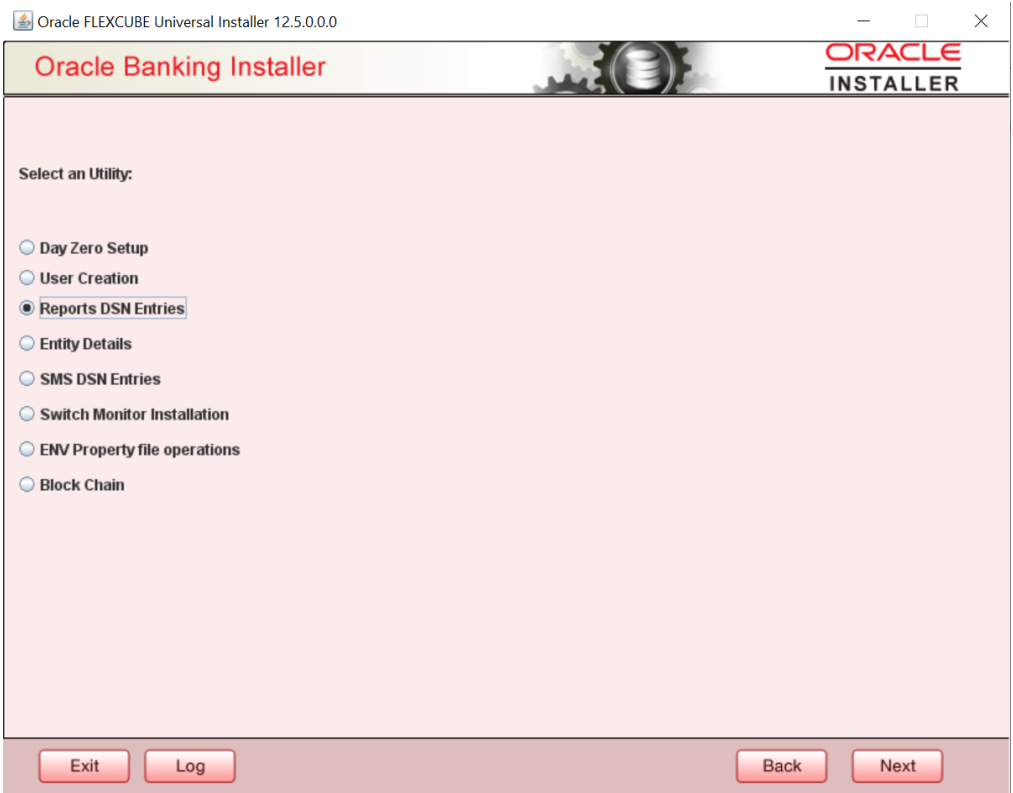 Oracle FLEXCUBE Universal Installer 12.5.0.0.0
Oracle Banking Installer
ORACLE
INSTALLER
Select an Utility:
Day Zero Setup
User Creation
Reports DSN Entries
Entity Details
SMS DSN Entries
Switch Monitor Installation
ENV Property file operations
Block Chain
Exit
Log
Back
Next